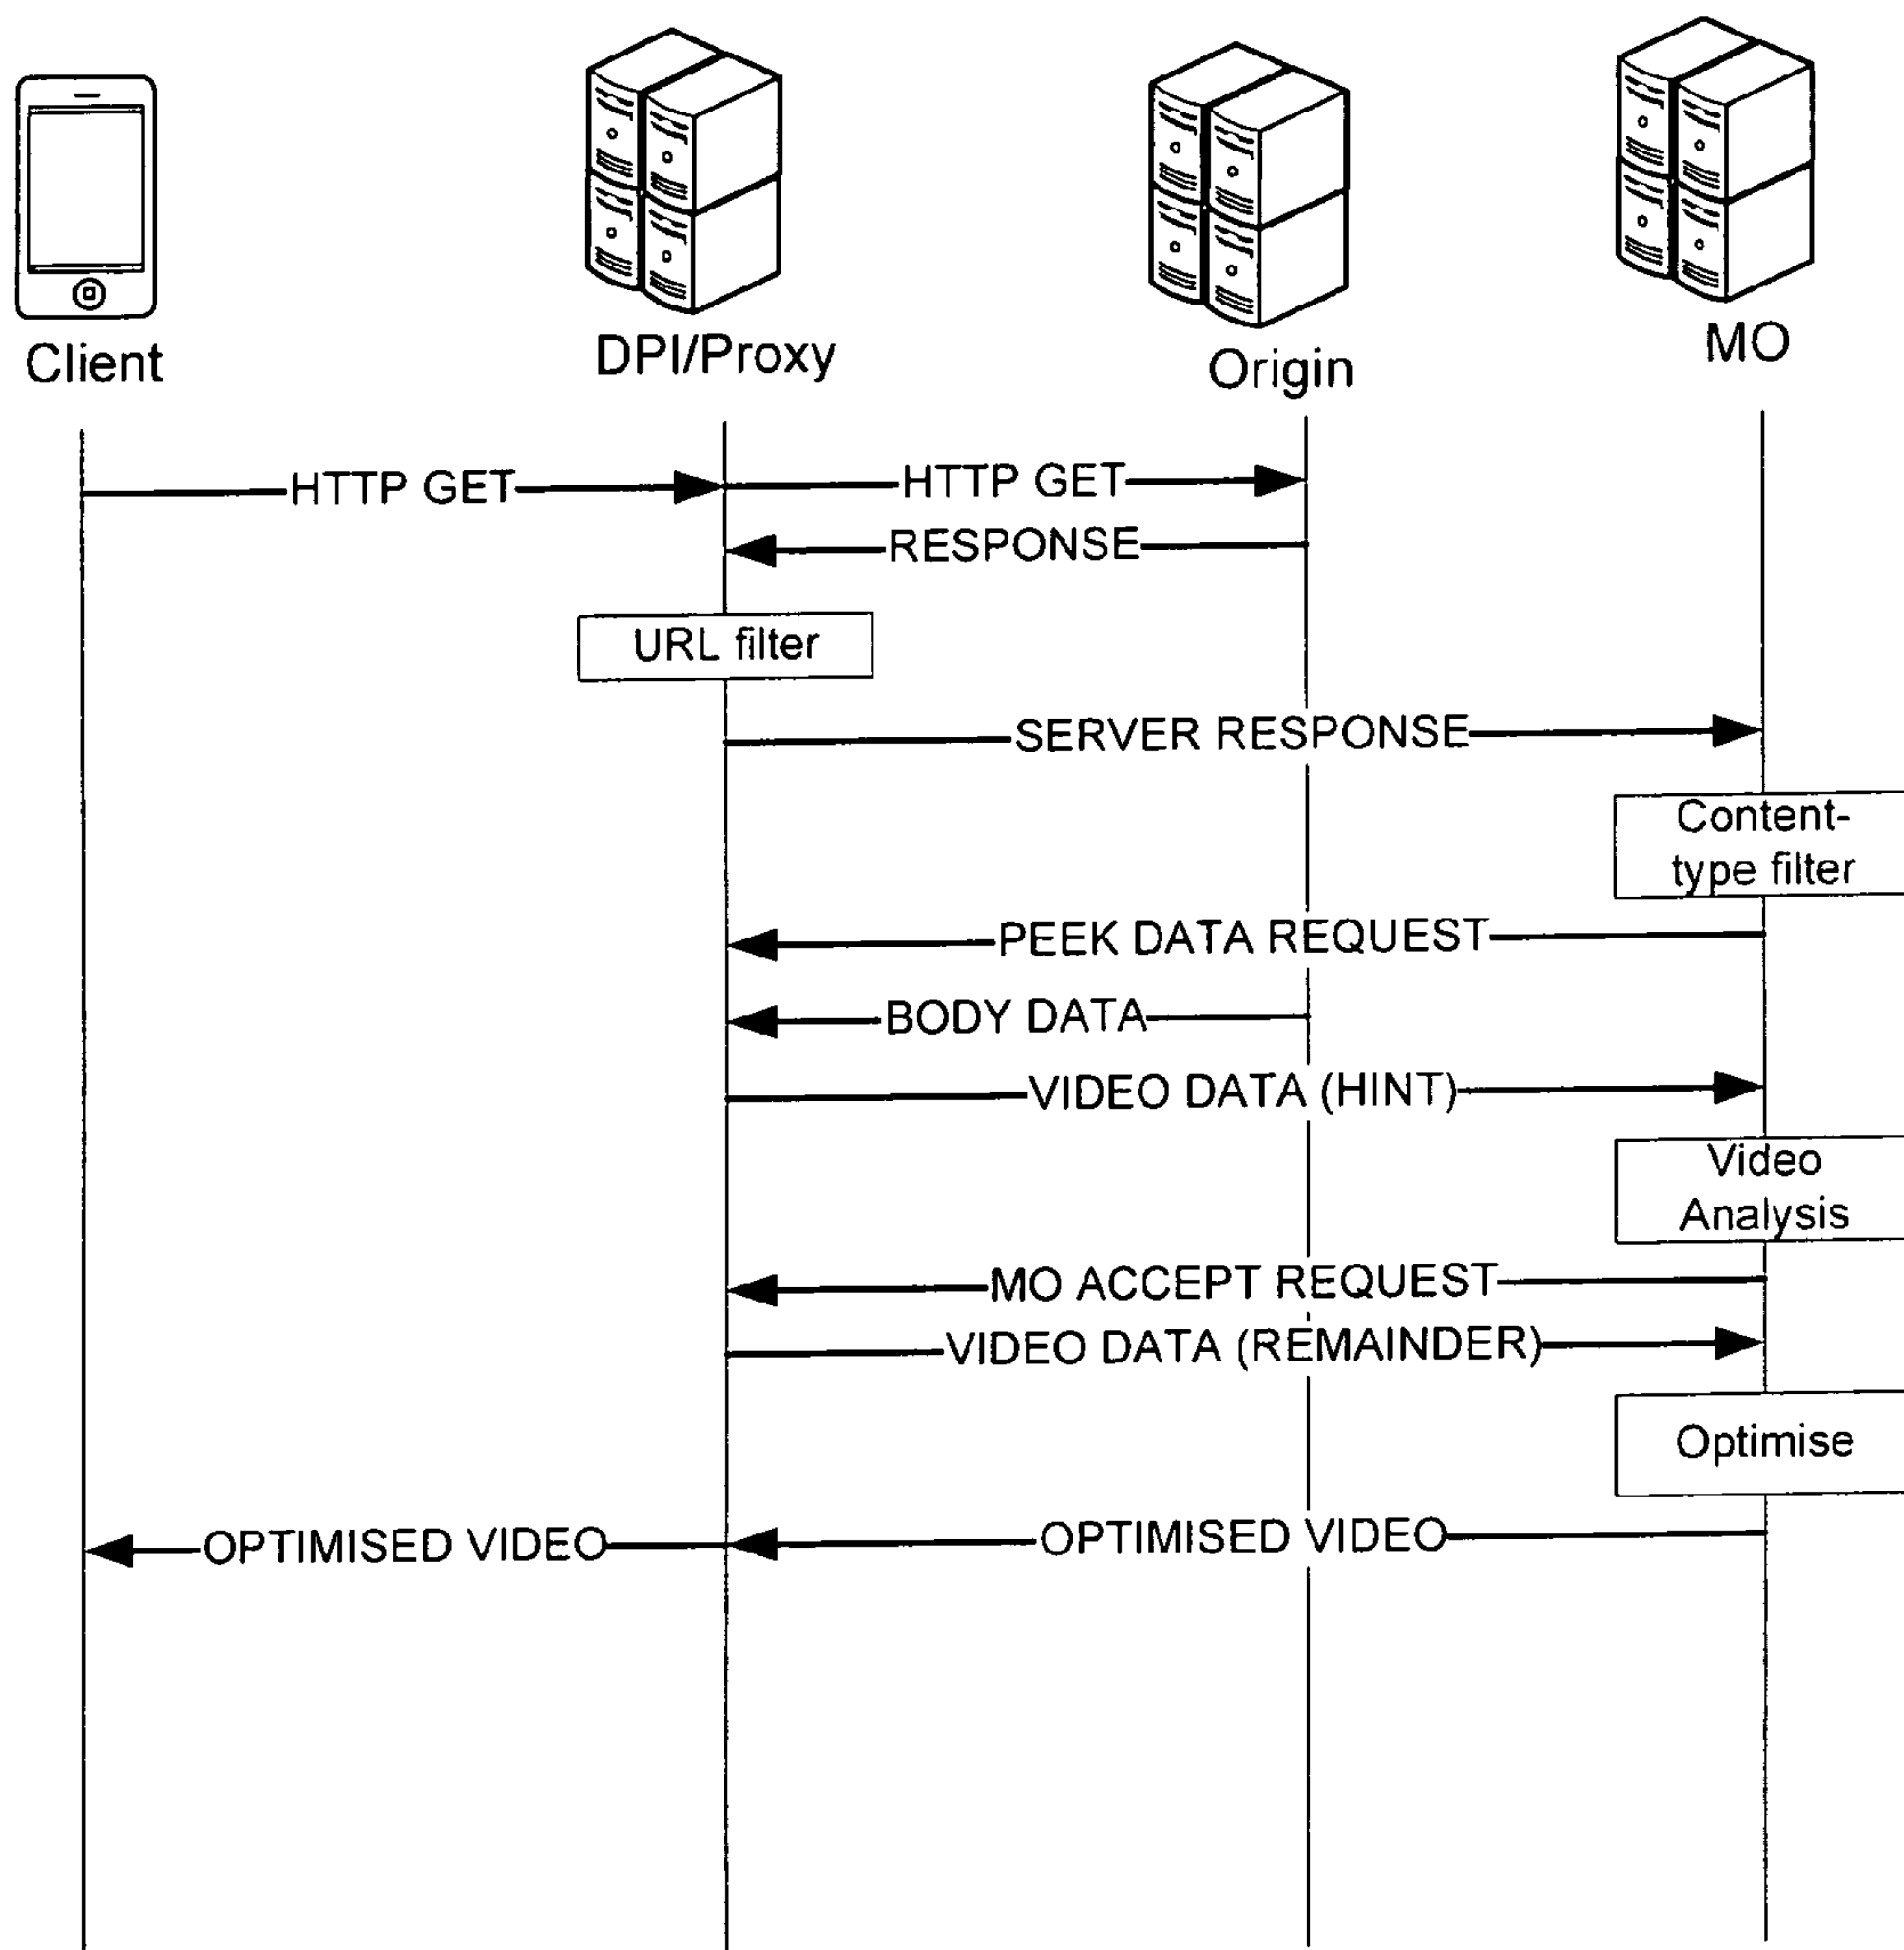 Client
DPI/Proxy
Origin
MO
HTTP GET
HTTP GET
RESPONSE
URL filter
SERVER RESPONSE
Content-
type filter
PEEK DATA REQUEST
BODY DATA
VIDEO DATA (HINT)
Video
Analysis
MO ACCEPT REQUEST
VIDEO DATA (REMAINDER)
Optimise
OPTIMISED VIDEO
OPTIMISED VIDEO